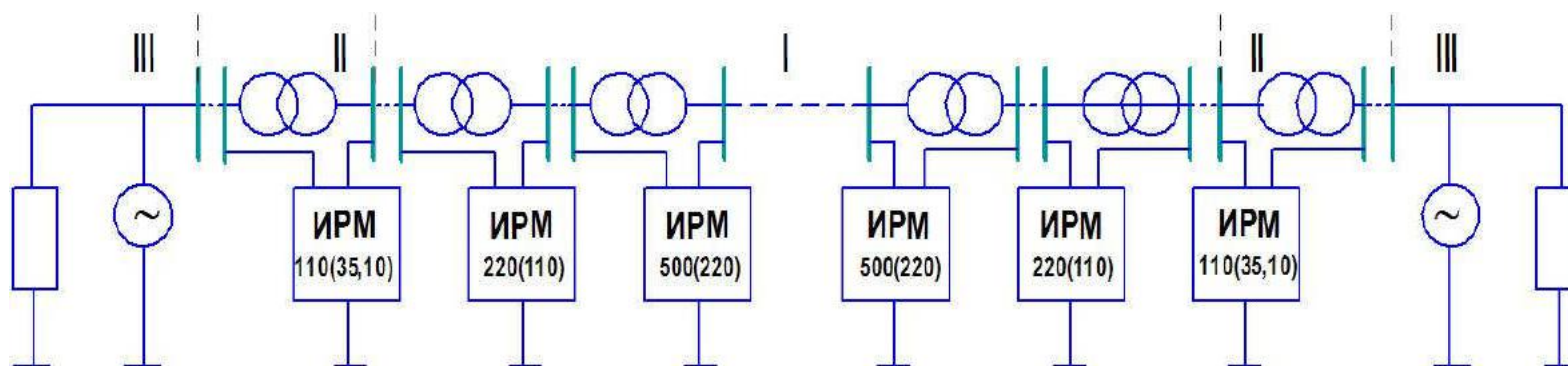 III II I II III
~ ~
ИРМ ИРМ ИРМ ИРМ ИРМ ИРМ
110(35,10) 220(110) 500(220) 500(220) 220(110) 110(35,10)